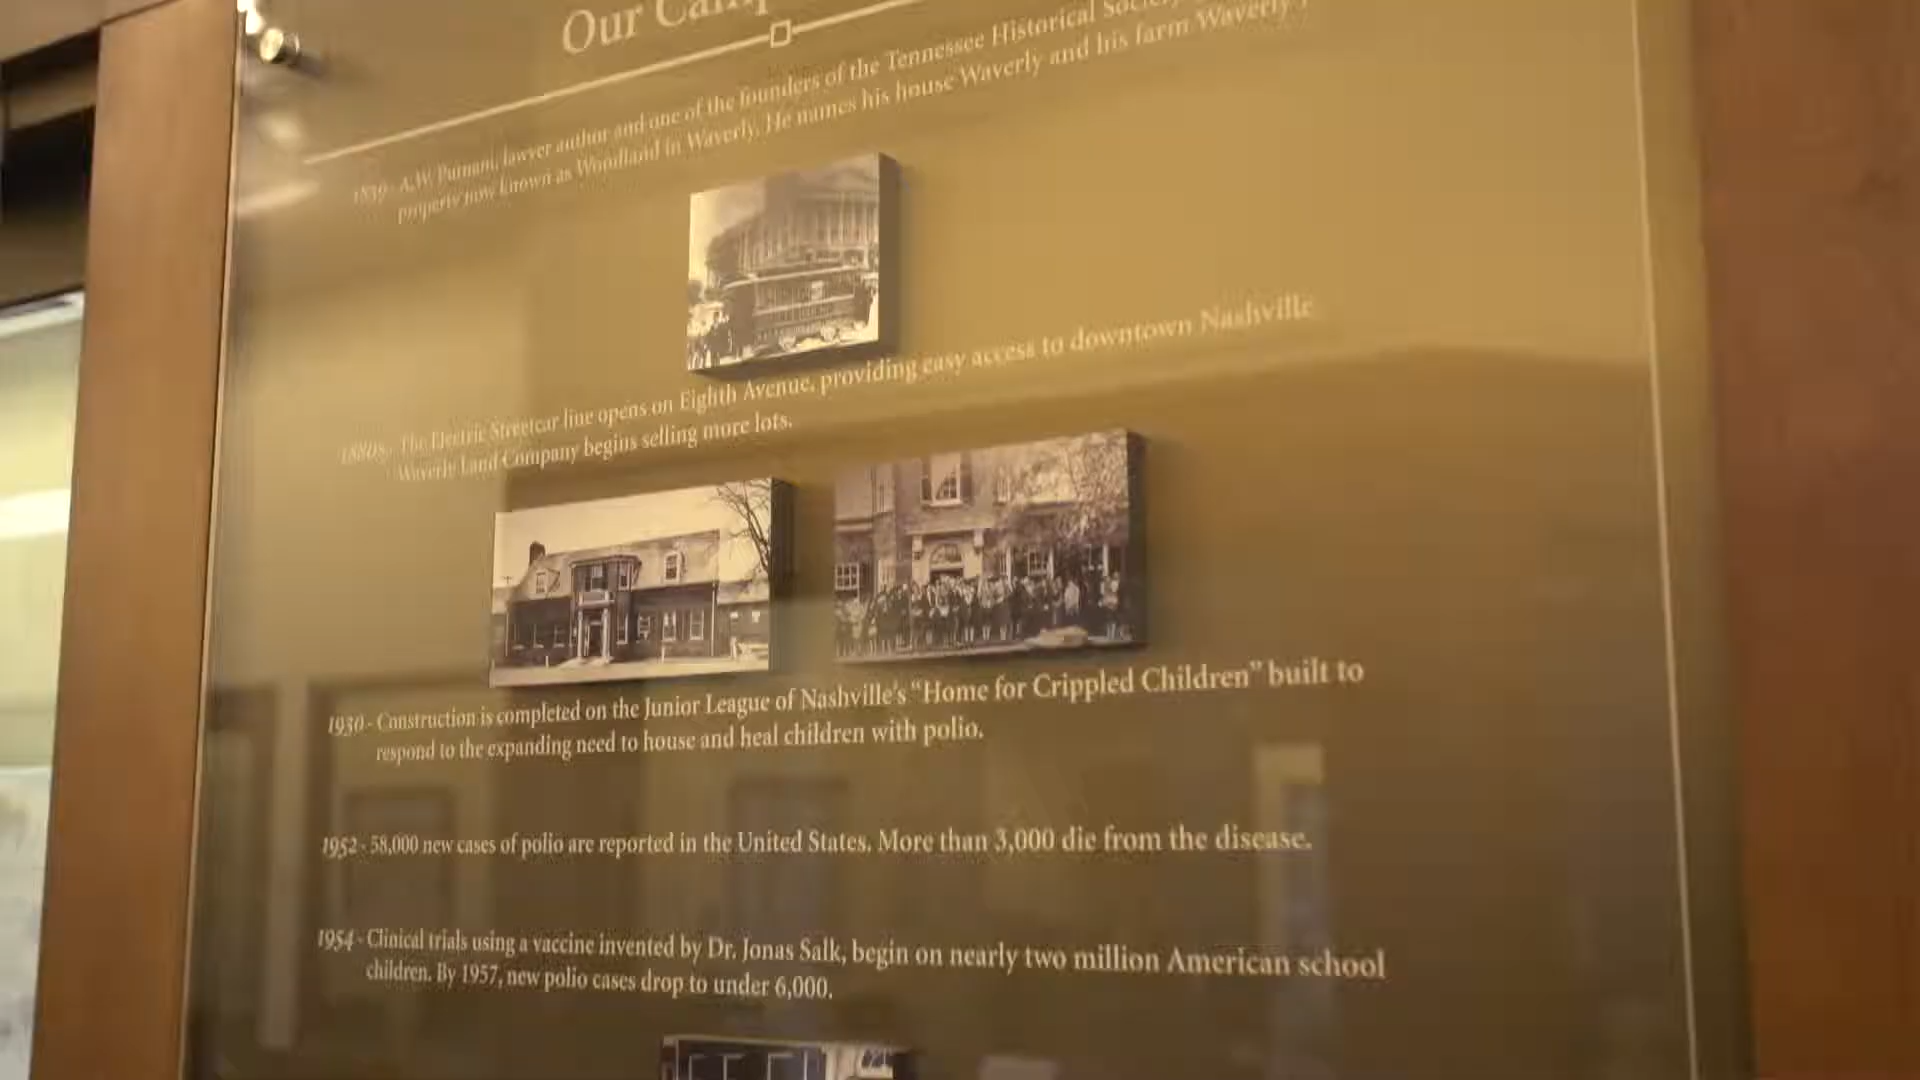 Our
1839 - A.W. Putnam, lawyer author and one of the founders of the Tennessee Historical Society
property now known as Woodland in Waverly. He names his house Waverly and his farm Waverly
1880s - The Electric Streetcar line opens on Eighth Avenue, providing easy access to downtown Nashville
Waverly Land Company begins selling more lots.
1930 - Construction is completed on the Junior League of Nashville's “Home for Crippled Children” built to
respond to the expanding need to house and heal children with polio.
1952 - 58,000 new cases of polio are reported in the United States. More than 3,000 die from the disease.
1954 - Clinical trials using a vaccine invented by Dr. Jonas Salk, begin on nearly two million American school
children. By 1957, new polio cases drop to under 6,000.